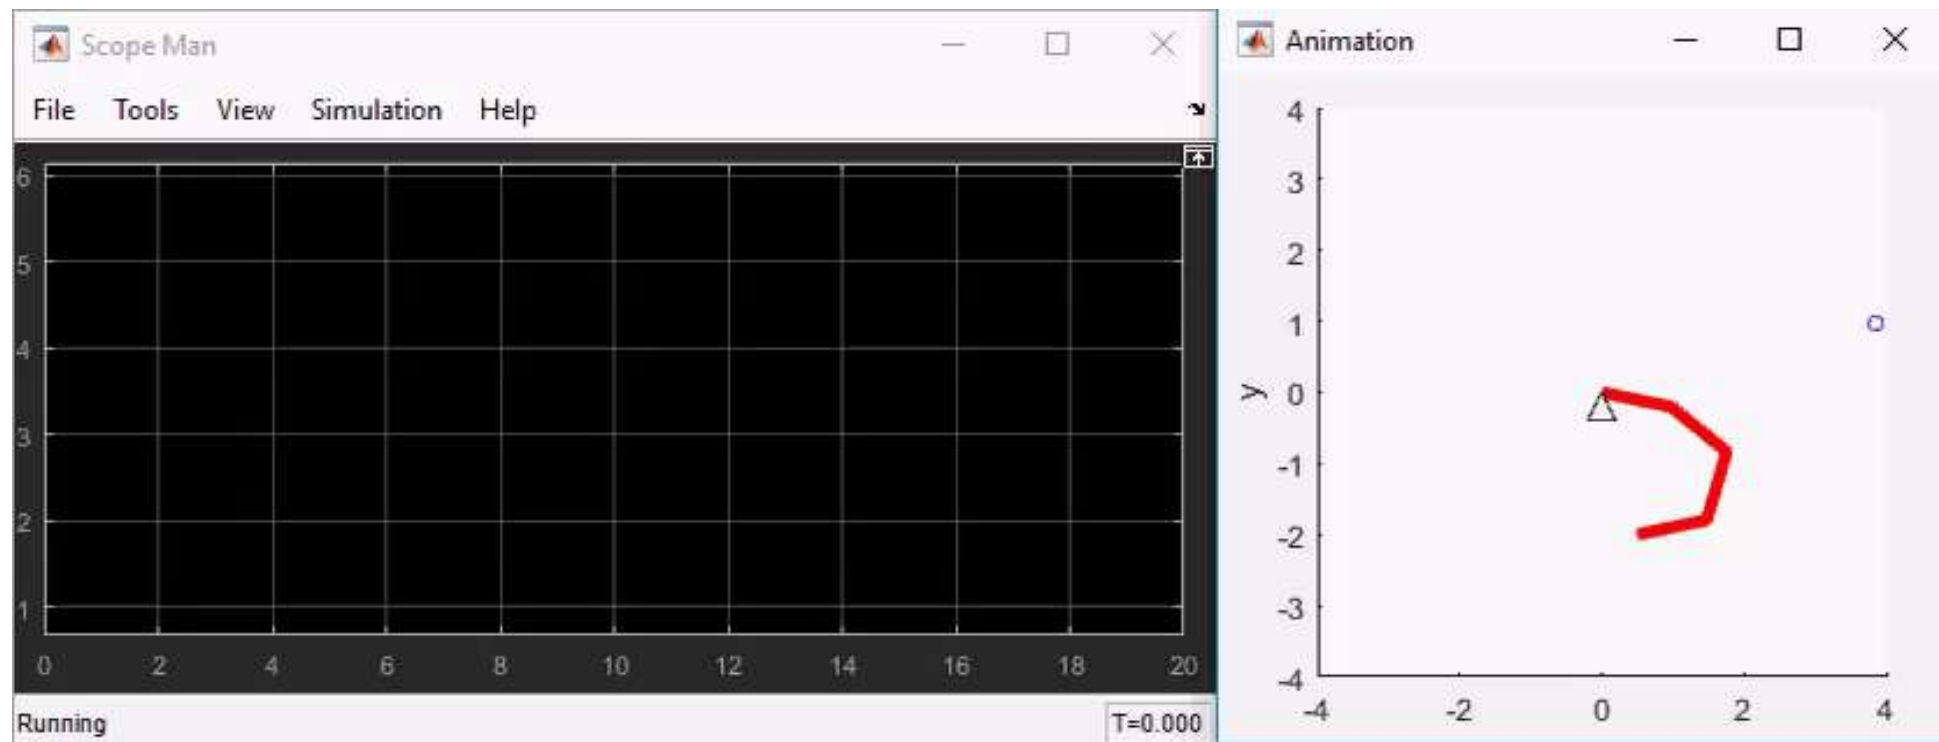 Scope Man
File Tools View Simulation Help
6
5
4
3
2
1
0 2 4 6 8 10 12 14 16 18 20
Running T=0.000
Animation
4
3
2
1
0
-1
-2
-3
-4
y
-4 -2 0 2 4